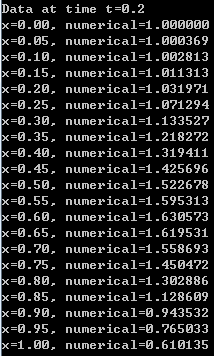 Data at time t=0.2
x=0.00, numerical=1.000000
x=0.05, numerical=1.000369
x=0.10, numerical=1.002813
x=0.15, numerical=1.011313
x=0.20, numerical=1.031971
x=0.25, numerical=1.071294
x=0.30, numerical=1.133527
x=0.35, numerical=1.218272
x=0.40, numerical=1.319411
x=0.45, numerical=1.425696
x=0.50, numerical=1.522678
x=0.55, numerical=1.595313
x=0.60, numerical=1.630573
x=0.65, numerical=1.619531
x=0.70, numerical=1.558693
x=0.75, numerical=1.450472
x=0.80, numerical=1.302886
x=0.85, numerical=1.128609
x=0.90, numerical=0.943532
x=0.95, numerical=0.765033
x=1.00, numerical=0.610135